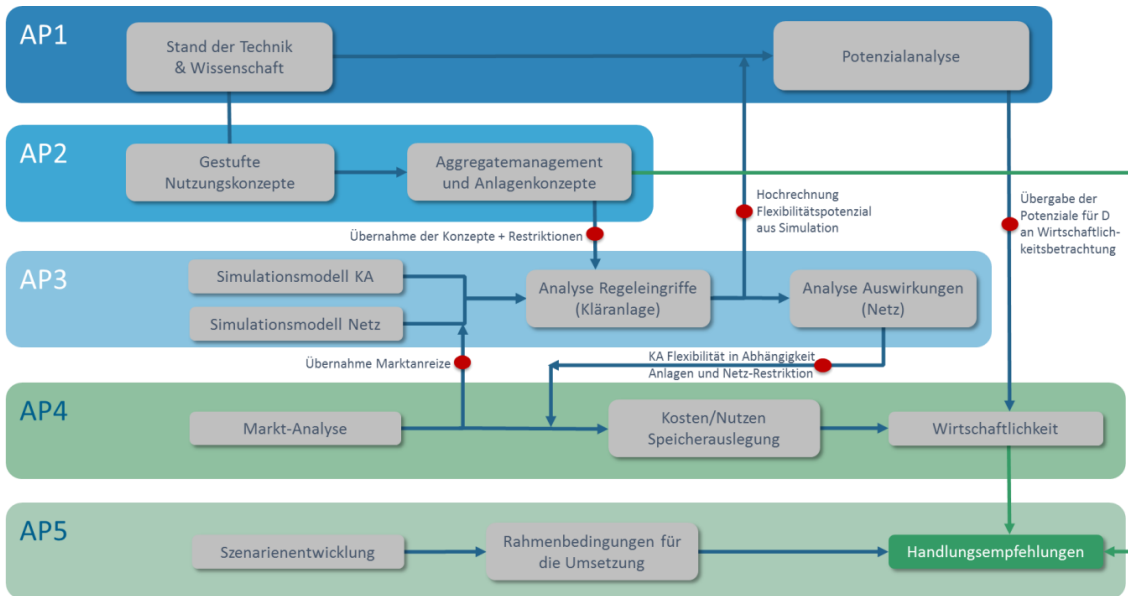 AP1
Stand der Technik
& Wissenschaft
Potenzialanalyse
AP2
Gestufte
Nutzungskonzepte
Aggregatemanagement
und Anlagenkonzepte
Hochrechnung
Flexibilitätspotenzial
aus Simulation
Übergabe der
Potenziale für D
an Wirtschaftlich-
keitsbetrachtung
Übernahme der Konzepte + Restriktionen
AP3
Simulationsmodell KA
Simulationsmodell Netz
Analyse Regeleingriffe
(Kläranlage)
Analyse Auswirkungen
(Netz)
Übernahme Marktanreize
KA Flexibilität in Abhängigkeit
Anlagen und Netz-Restriktion
AP4
Markt-Analyse
Kosten/Nutzen
Speicherauslegung
Wirtschaftlichkeit
AP5
Szenarienentwicklung
Rahmenbedingungen für
die Umsetzung
Handlungsempfehlungen